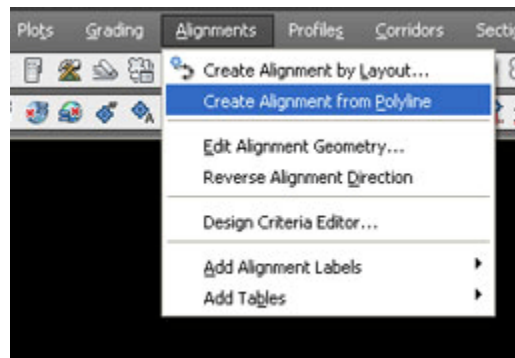 Plots Grading Alignments Profiles Corridors
Create Alignment by Layout...
Create Alignment from Polyline
Edit Alignment Geometry...
Reverse Alignment Direction
Design Criteria Editor...
Add Alignment Labels
Add Tables